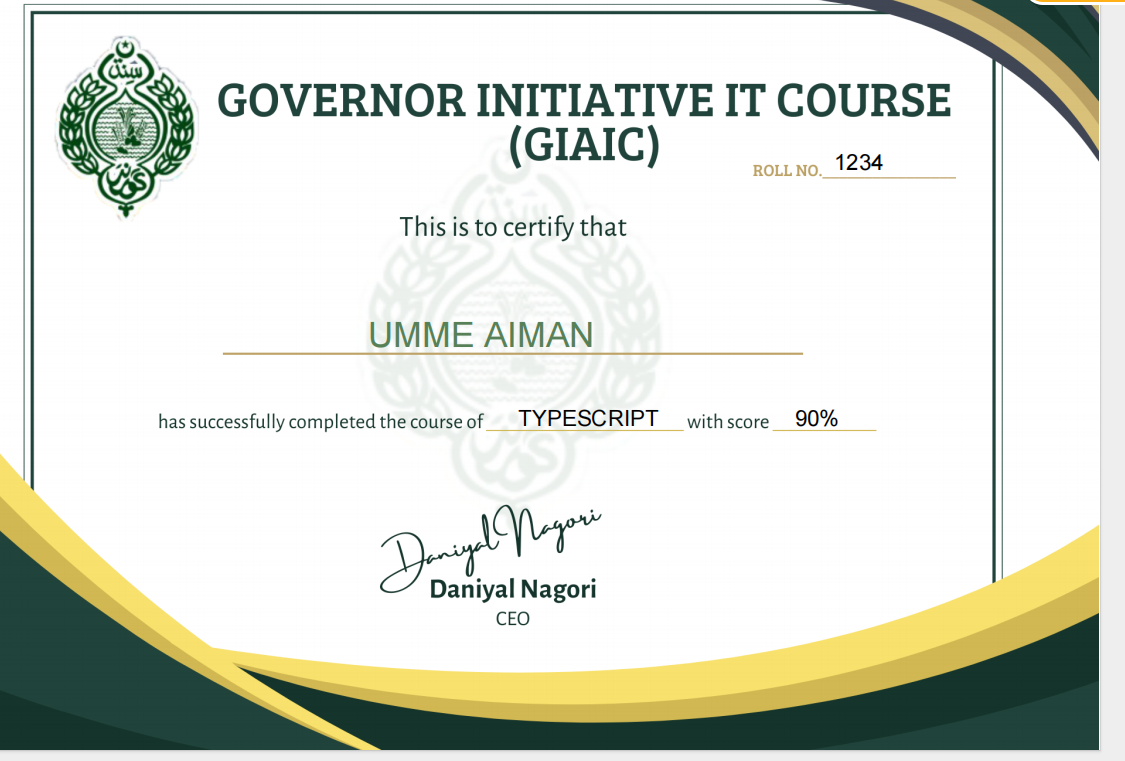 سندھ
GOVERNOR INITIATIVE IT COURSE
(GIAIC)
ROLL NO. 1234
This is to certify that
UMME AIMAN
has successfully completed the course of TYPESCRIPT with score 90%
Daniyal Nagori
Daniyal Nagori
CEO